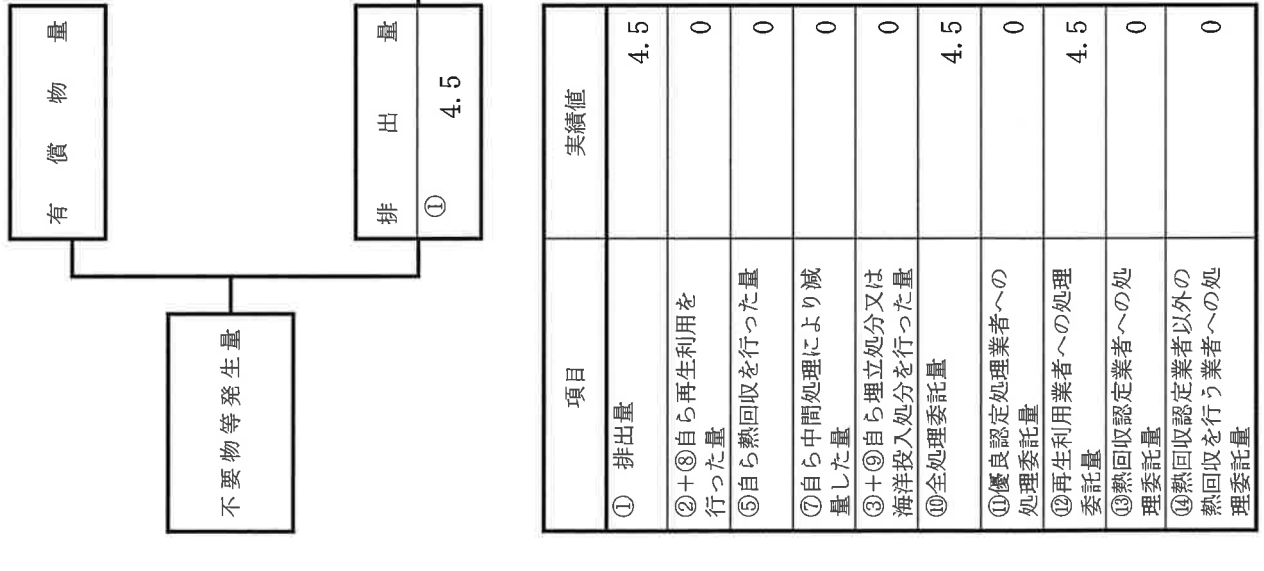 有償物量
不要物等発生量
排出量
①
4.5
項目
実績値
① 排出量
4.5
②+⑧自ら再生利用を
行った量
0
⑤自ら熱回収を行った量
0
⑦自ら中間処理により減
量した量
0
③+⑨自ら埋立処分又は
海洋投入処分を行った量
0
⑩全処理委託量
4.5
⑪優良認定処理業者への
処理委託量
0
⑫再生利用業者への処理
委託量
4.5
⑬熱回収認定業者への処
理委託量
0
⑭熱回収認定業者以外の
熱回収を行う業者への処
理委託量
0